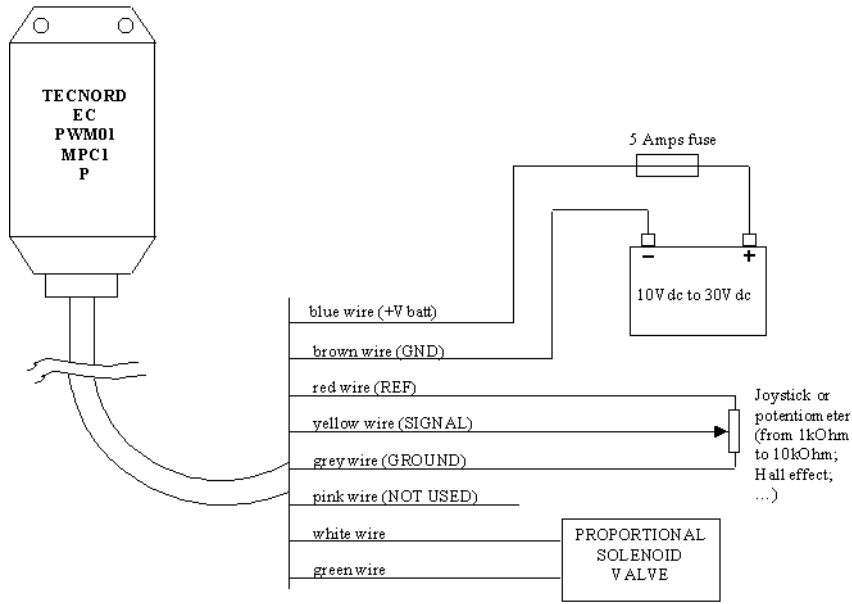 TECNORD
EC
PWM01
MPC1
P
5 Amps fuse
– +
10V dc to 30V dc
blue wire (+V batt)
brown wire (GND)
red wire (REF)
yellow wire (SIGNAL)
grey wire (GROUND)
pink wire (NOT USED)
white wire
green wire
Joystick or
potentiometer
(from 1kOhm
to 10kOhm;
Hall effect;
…)
PROPORTIONAL
SOLENOID
VALVE